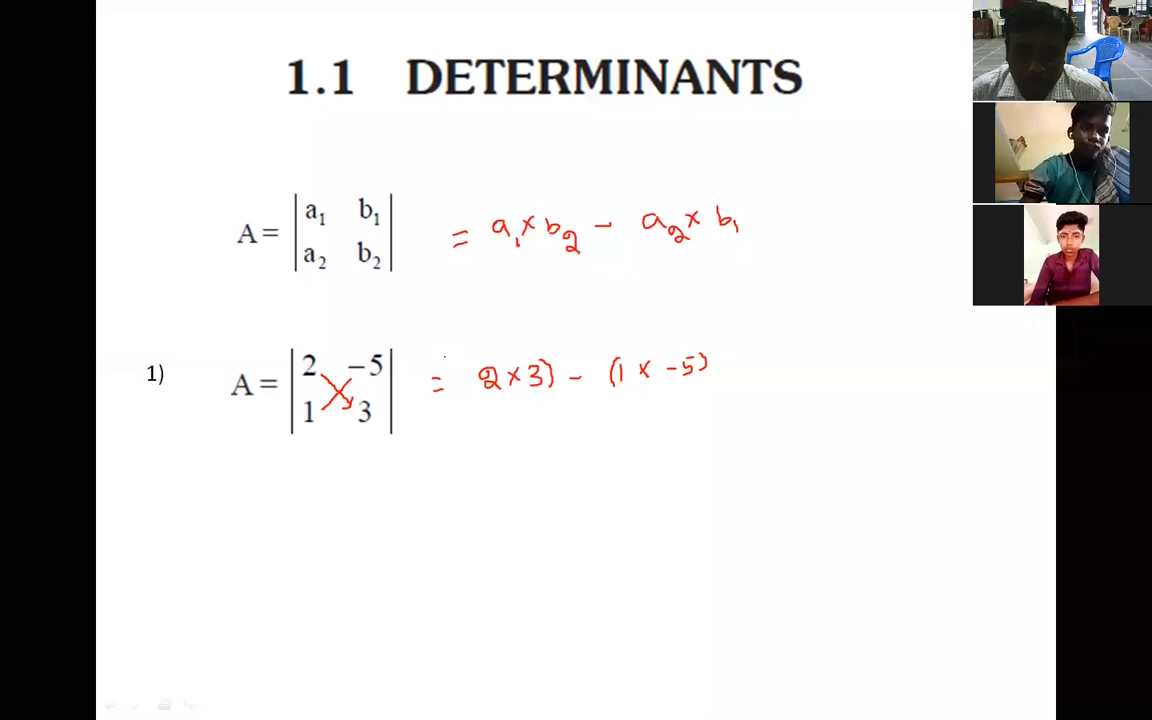 1.1 DETERMINANTS
A = | a₁ b₁ | = a₁ × b₂ − a₂ × b₁
| a₂ b₂ |
1) A = | 2 −5 | = 2 × 3) − (1 × -5)
| 1 3 |